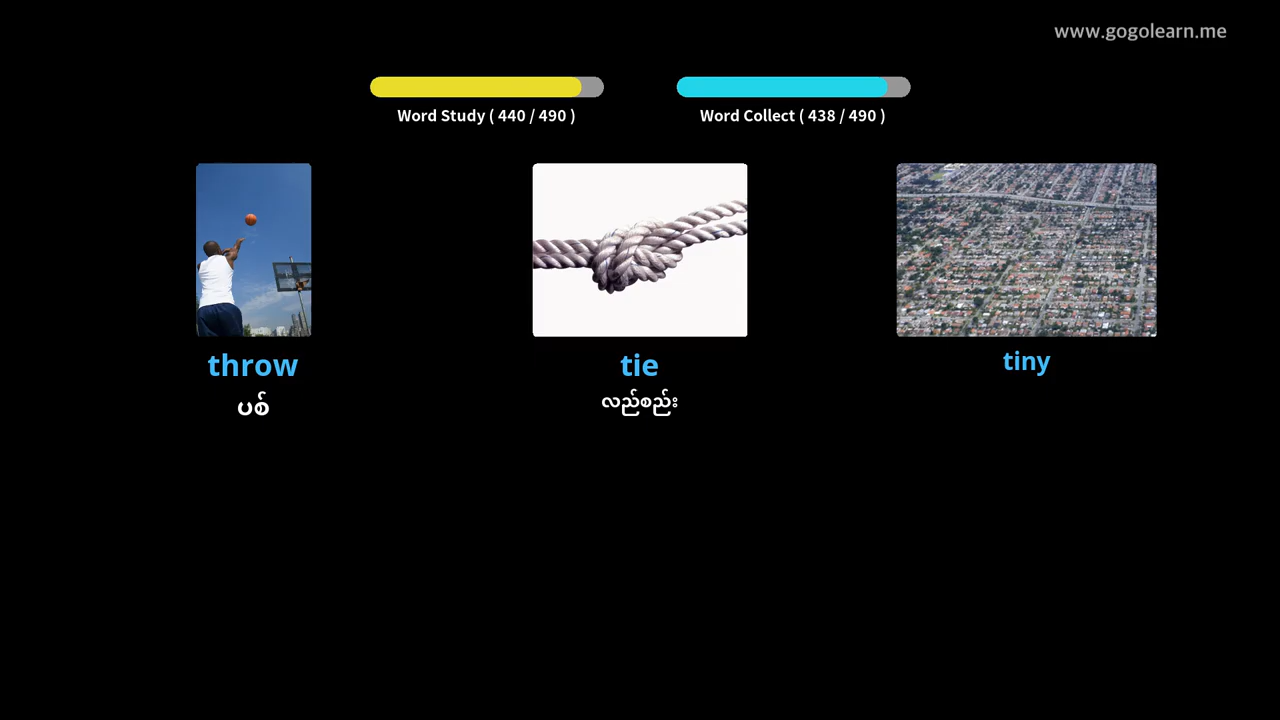 www.gogolearn.me
Word Study ( 440 / 490 )
Word Collect ( 438 / 490 )
throw
tie
tiny
ပစ်
လည်စည်း